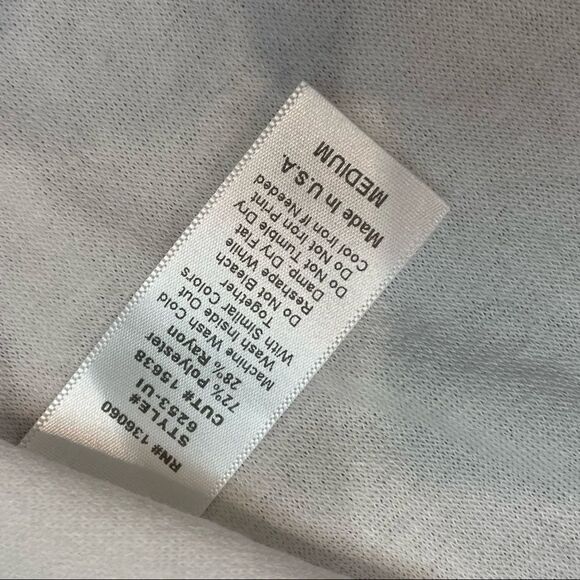 RN# 136060
STYLE#
6253-UI
CUT# 15638
72% Polyester
28% Rayon
Machine Wash Cold
Wash Inside Out
With Similar Colors
Together
Do Not Bleach
Reshape While
Damp, Dry Flat
Do Not Tumble Dry
Do Not Iron Print
Cool Iron If Needed
Made In U.S.A.
MEDIUM